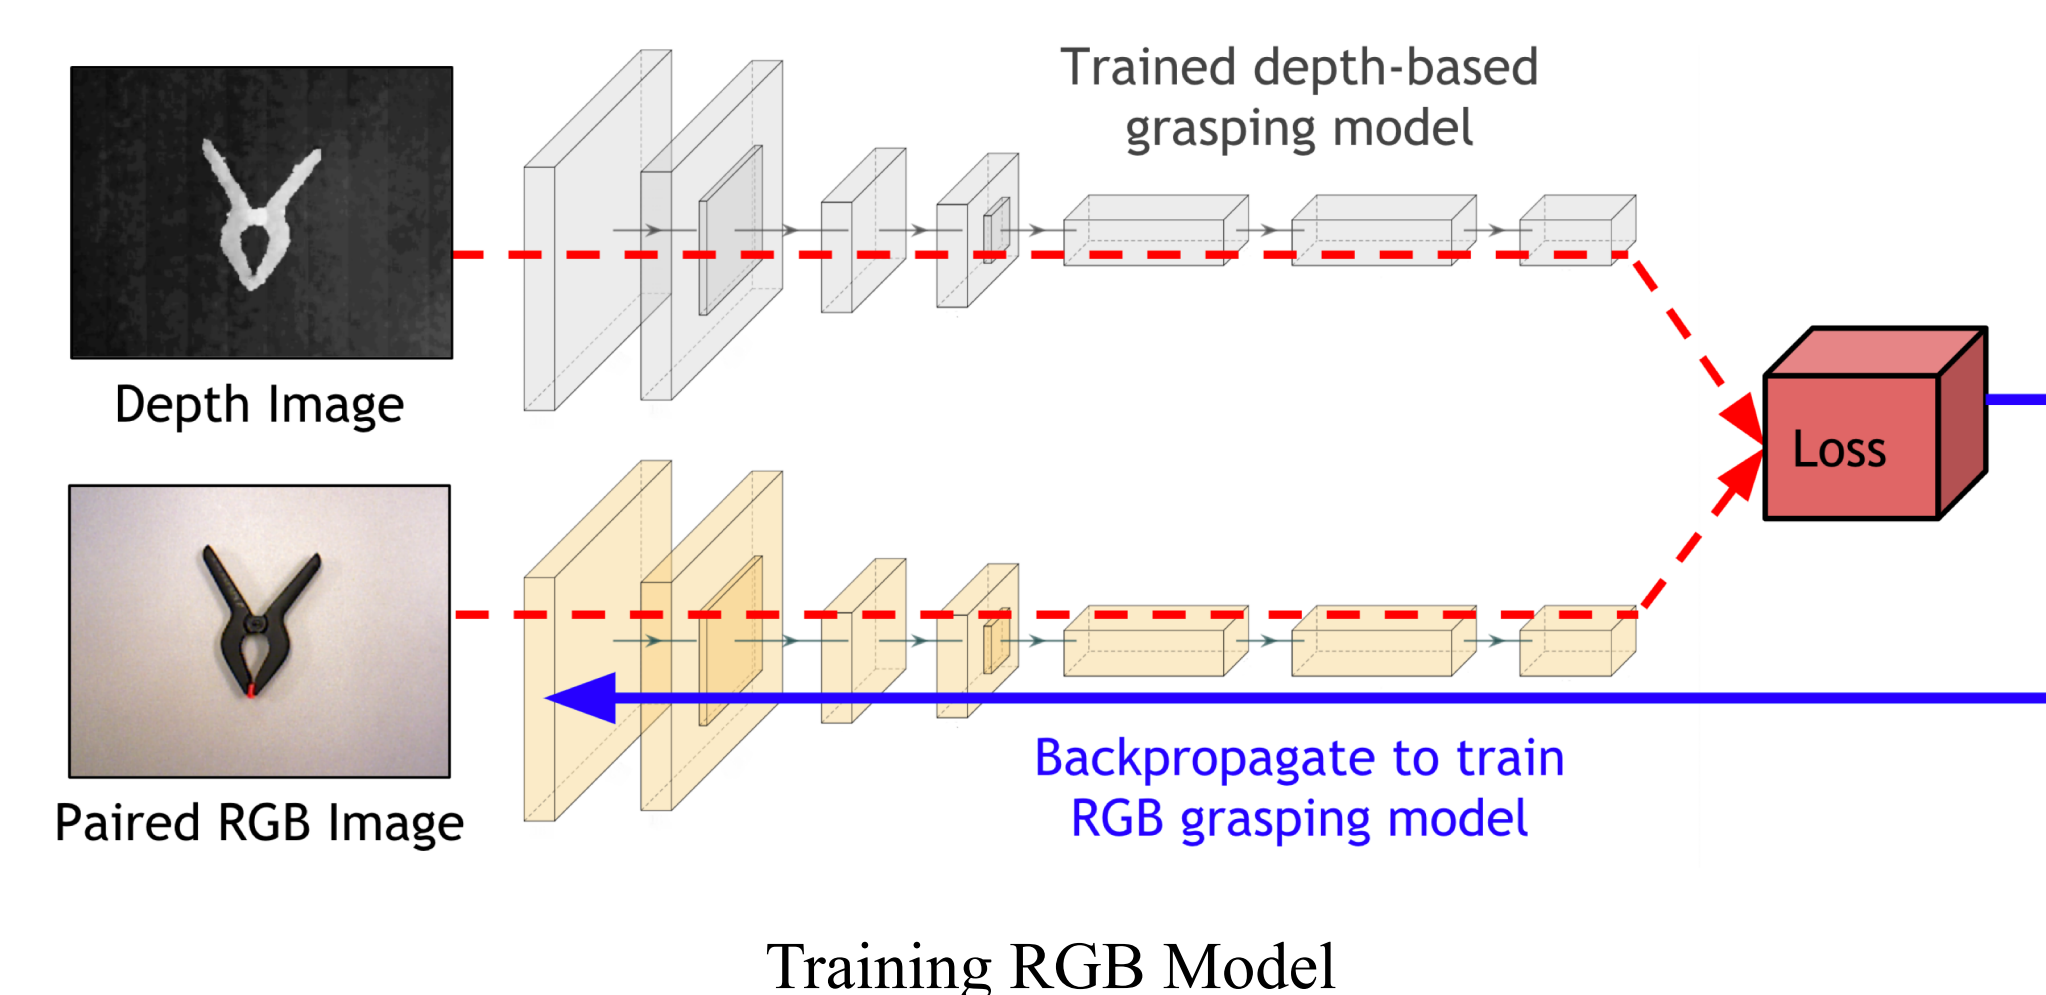 Trained depth-based
grasping model
Depth Image
Loss
Backpropagate to train
RGB grasping model
Paired RGB Image
Training RGB Model